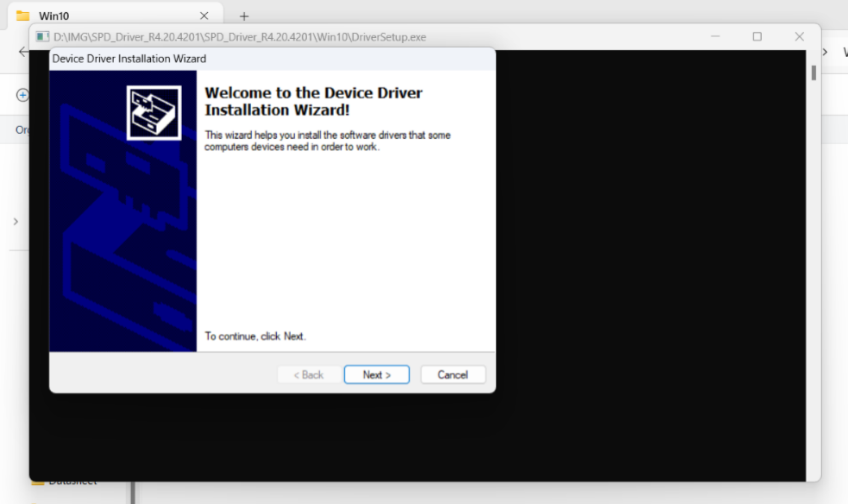 Win10
D:\IMG\SPD_Driver_R4.20.4201\SPD_Driver_R4.20.4201\Win10\DriverSetup.exe
Device Driver Installation Wizard
Welcome to the Device Driver
Installation Wizard!
This wizard helps you install the software drivers that some
computers devices need in order to work.
To continue, click Next.
< Back
Next >
Cancel